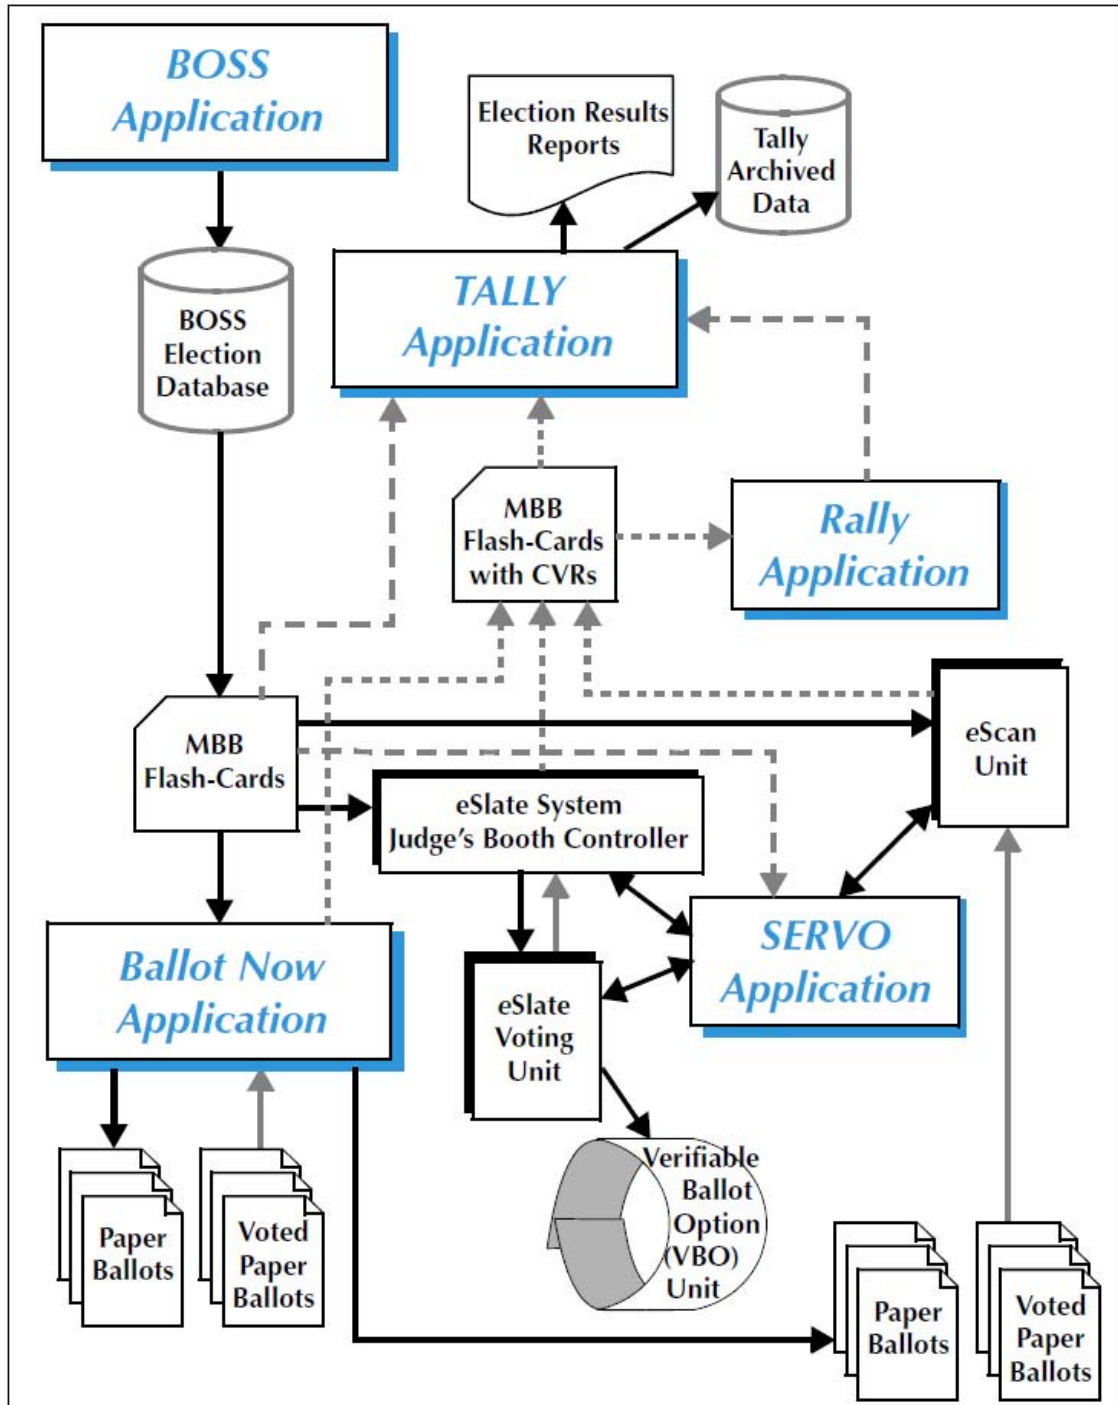 BOSS
Application
Election Results
Reports
Tally
Archived
Data
TALLY
Application
BOSS
Election
Database
MBB
Flash-Cards
with CVRs
Rally
Application
MBB
Flash-Cards
eScan
Unit
eSlate System
Judge's Booth Controller
Ballot Now
Application
SERVO
Application
eSlate
Voting
Unit
Verifiable
Ballot
Option
(VBO)
Unit
Paper
Ballots
Voted
Paper
Ballots
Paper
Ballots
Voted
Paper
Ballots